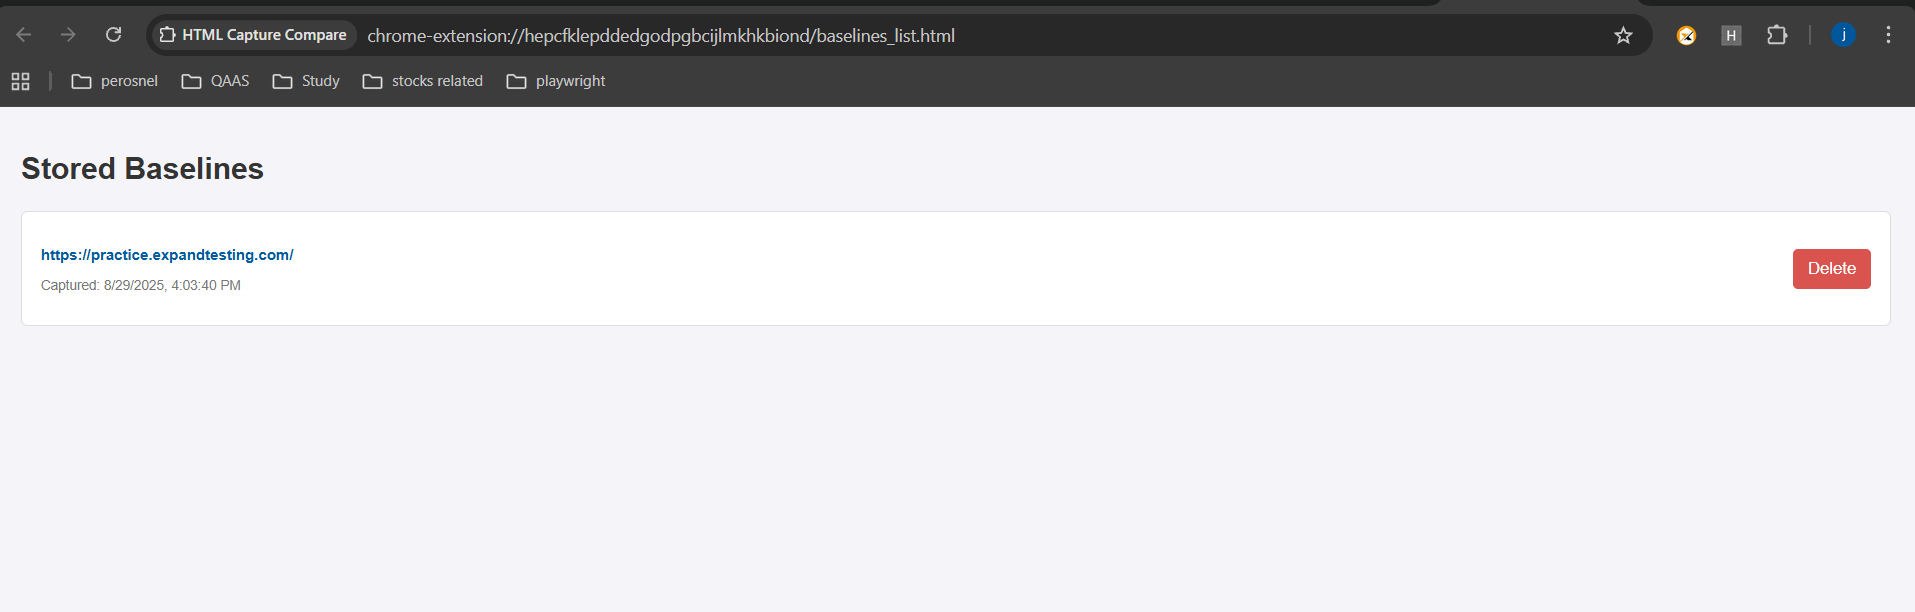 HTML Capture Compare chrome-extension://hepcfklepddedgodpgbcijlmkhkbiond/baselines_list.html H j
perosnel QAAS Study stocks related playwright
Stored Baselines
https://practice.expandtesting.com/
Captured: 8/29/2025, 4:03:40 PM
Delete